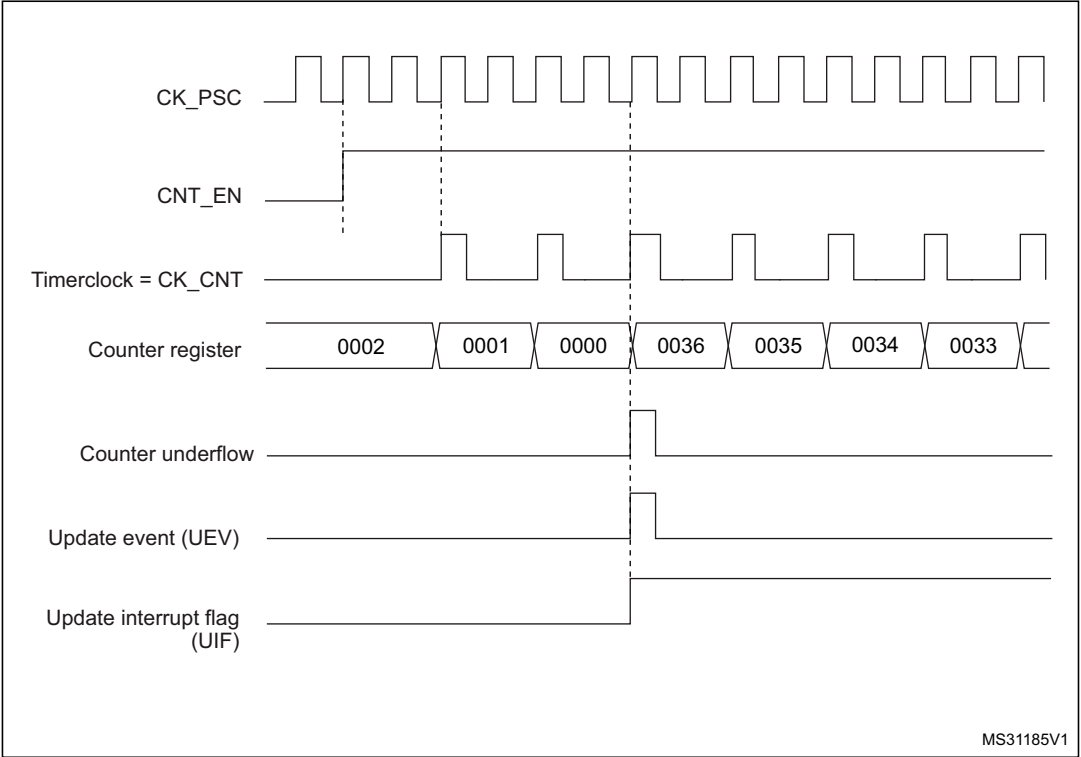 CK_PSC
CNT_EN
Timerclock = CK_CNT
Counter register
0002 0001 0000 0036 0035 0034 0033
Counter underflow
Update event (UEV)
Update interrupt flag
(UIF)
MS31185V1